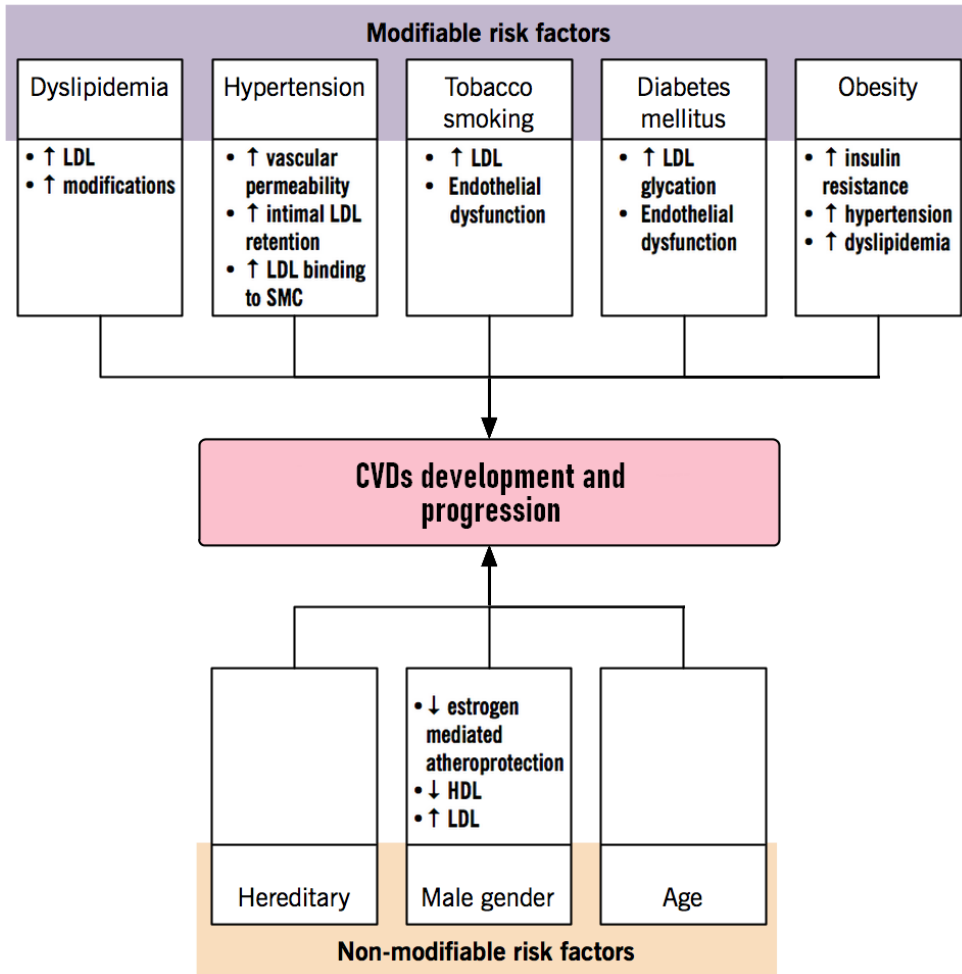 Modifiable risk factors
Dyslipidemia
• ↑ LDL
• ↑ modifications
Hypertension
• ↑ vascular
permeability
• ↑ intimal LDL
retention
• ↑ LDL binding
to SMC
Tobacco
smoking
• ↑ LDL
• Endothelial
dysfunction
Diabetes
mellitus
• ↑ LDL
glycation
• Endothelial
dysfunction
Obesity
• ↑ insulin
resistance
• ↑ hypertension
• ↑ dyslipidemia
CVDs development and
progression
Hereditary
• ↓ estrogen
mediated
atheroprotection
• ↓ HDL
• ↑ LDL
Male gender
Age
Non-modifiable risk factors